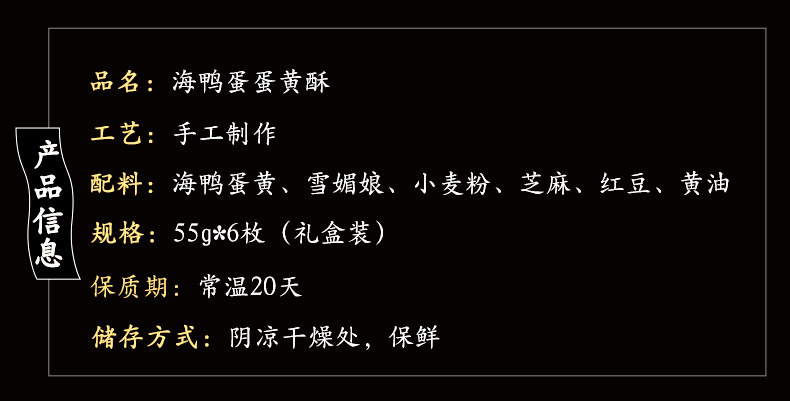 产品信息
品名：海鸭蛋蛋黄酥
工艺：手工制作
配料：海鸭蛋黄、雪媚娘、小麦粉、芝麻、红豆、黄油
规格：55g*6枚（礼盒装）
保质期：常温20天
储存方式：阴凉干燥处，保鲜